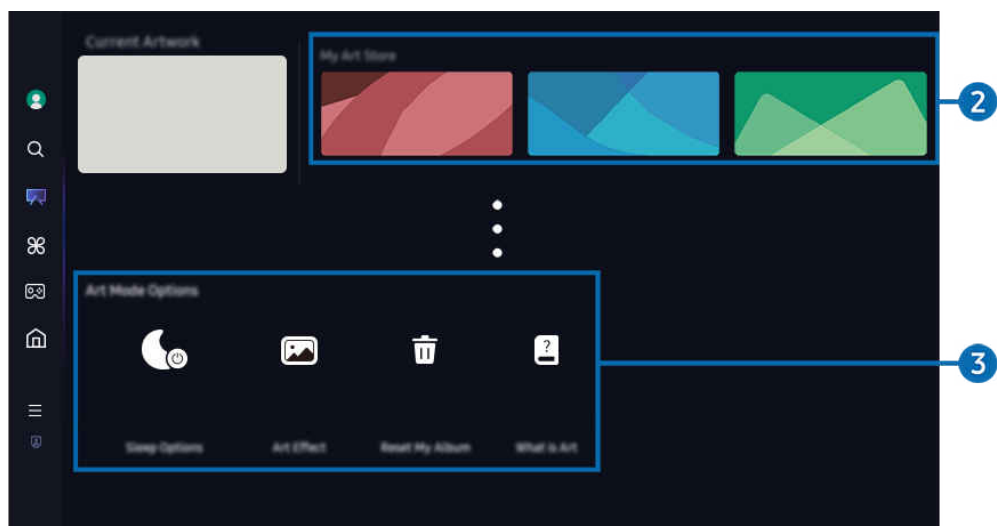 Current Artwork
My Art Store
2
Art Mode Options
?
3
Sleep Options
Art Effect
Reset My Album
What is Art